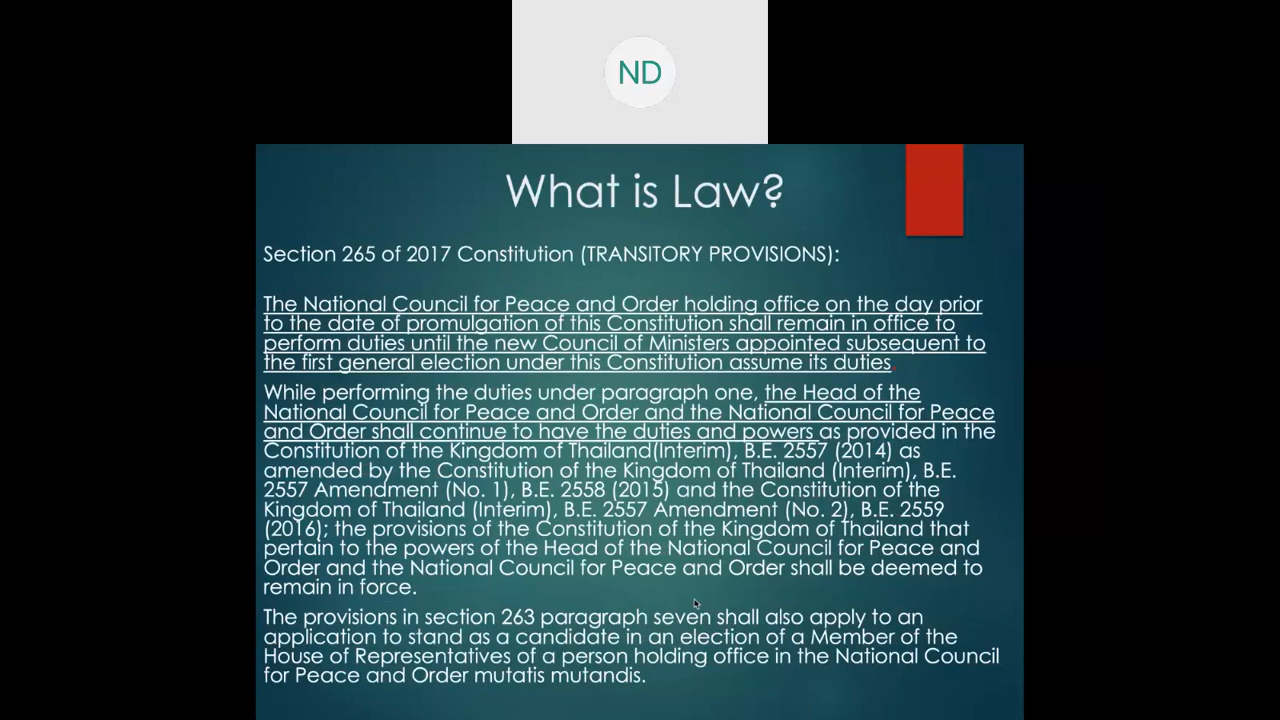 ND
What is Law?
Section 265 of 2017 Constitution (TRANSITORY PROVISIONS):
The National Council for Peace and Order holding office on the day prior
to the date of promulgation of this Constitution shall remain in office to
perform duties until the new Council of Ministers appointed subsequent to
the first general election under this Constitution assume its duties.
While performing the duties under paragraph one, the Head of the
National Council for Peace and Order and the National Council for Peace
and Order shall continue to have the duties and powers as provided in the
Constitution of the Kingdom of Thailand(Interim), B.E. 2557 (2014) as
amended by the Constitution of the Kingdom of Thailand (Interim), B.E.
2557 Amendment (No. 1), B.E. 2558 (2015) and the Constitution of the
Kingdom of Thailand (Interim), B.E. 2557 Amendment (No. 2), B.E. 2559
(2016); the provisions of the Constitution of the Kingdom of Thailand that
pertain to the powers of the Head of the National Council for Peace and
Order and the National Council for Peace and Order shall be deemed to
remain in force.
The provisions in section 263 paragraph seven shall also apply to an
application to stand as a candidate in an election of a Member of the
House of Representatives of a person holding office in the National Council
for Peace and Order mutatis mutandis.